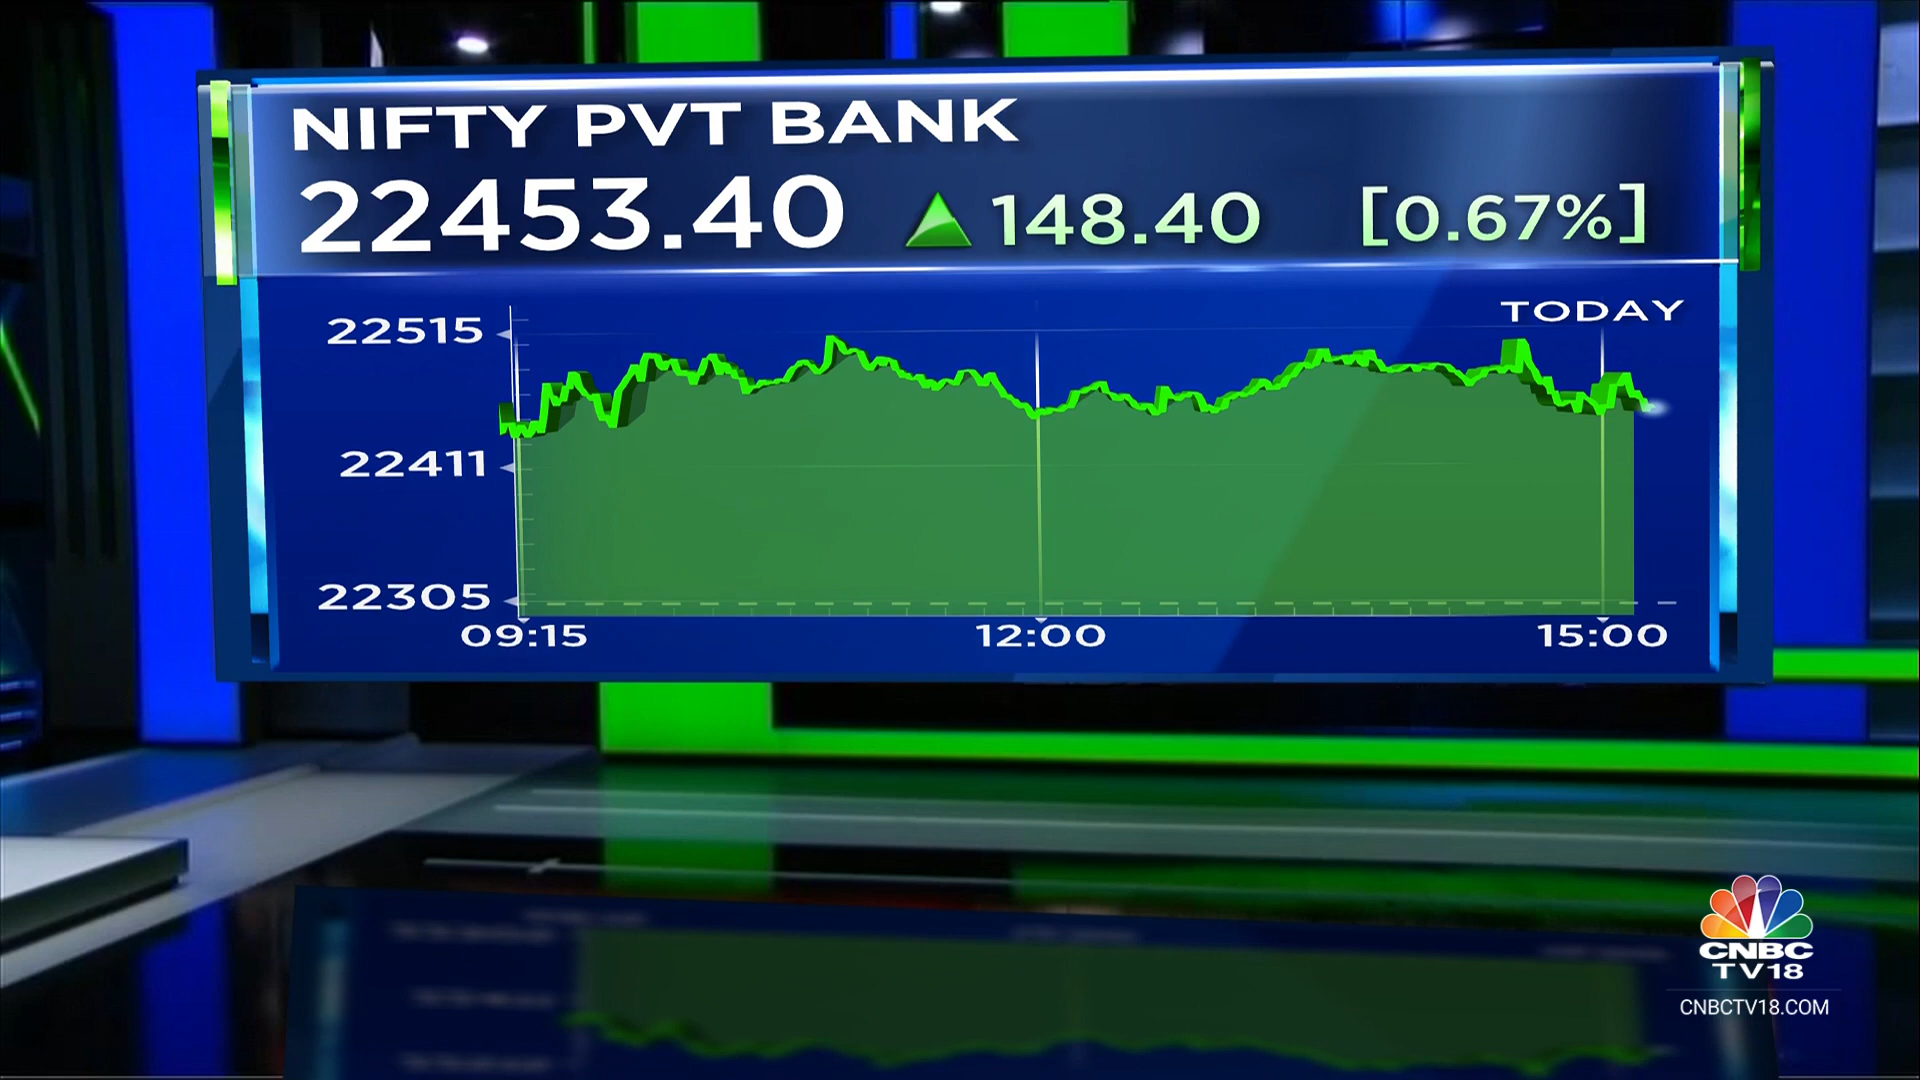 NIFTY PVT BANK
22453.40 ▲ 148.40 [0.67%]
TODAY
22515
22411
22305
09:15 12:00 15:00
CNBC
TV18
CNBCTV18.COM